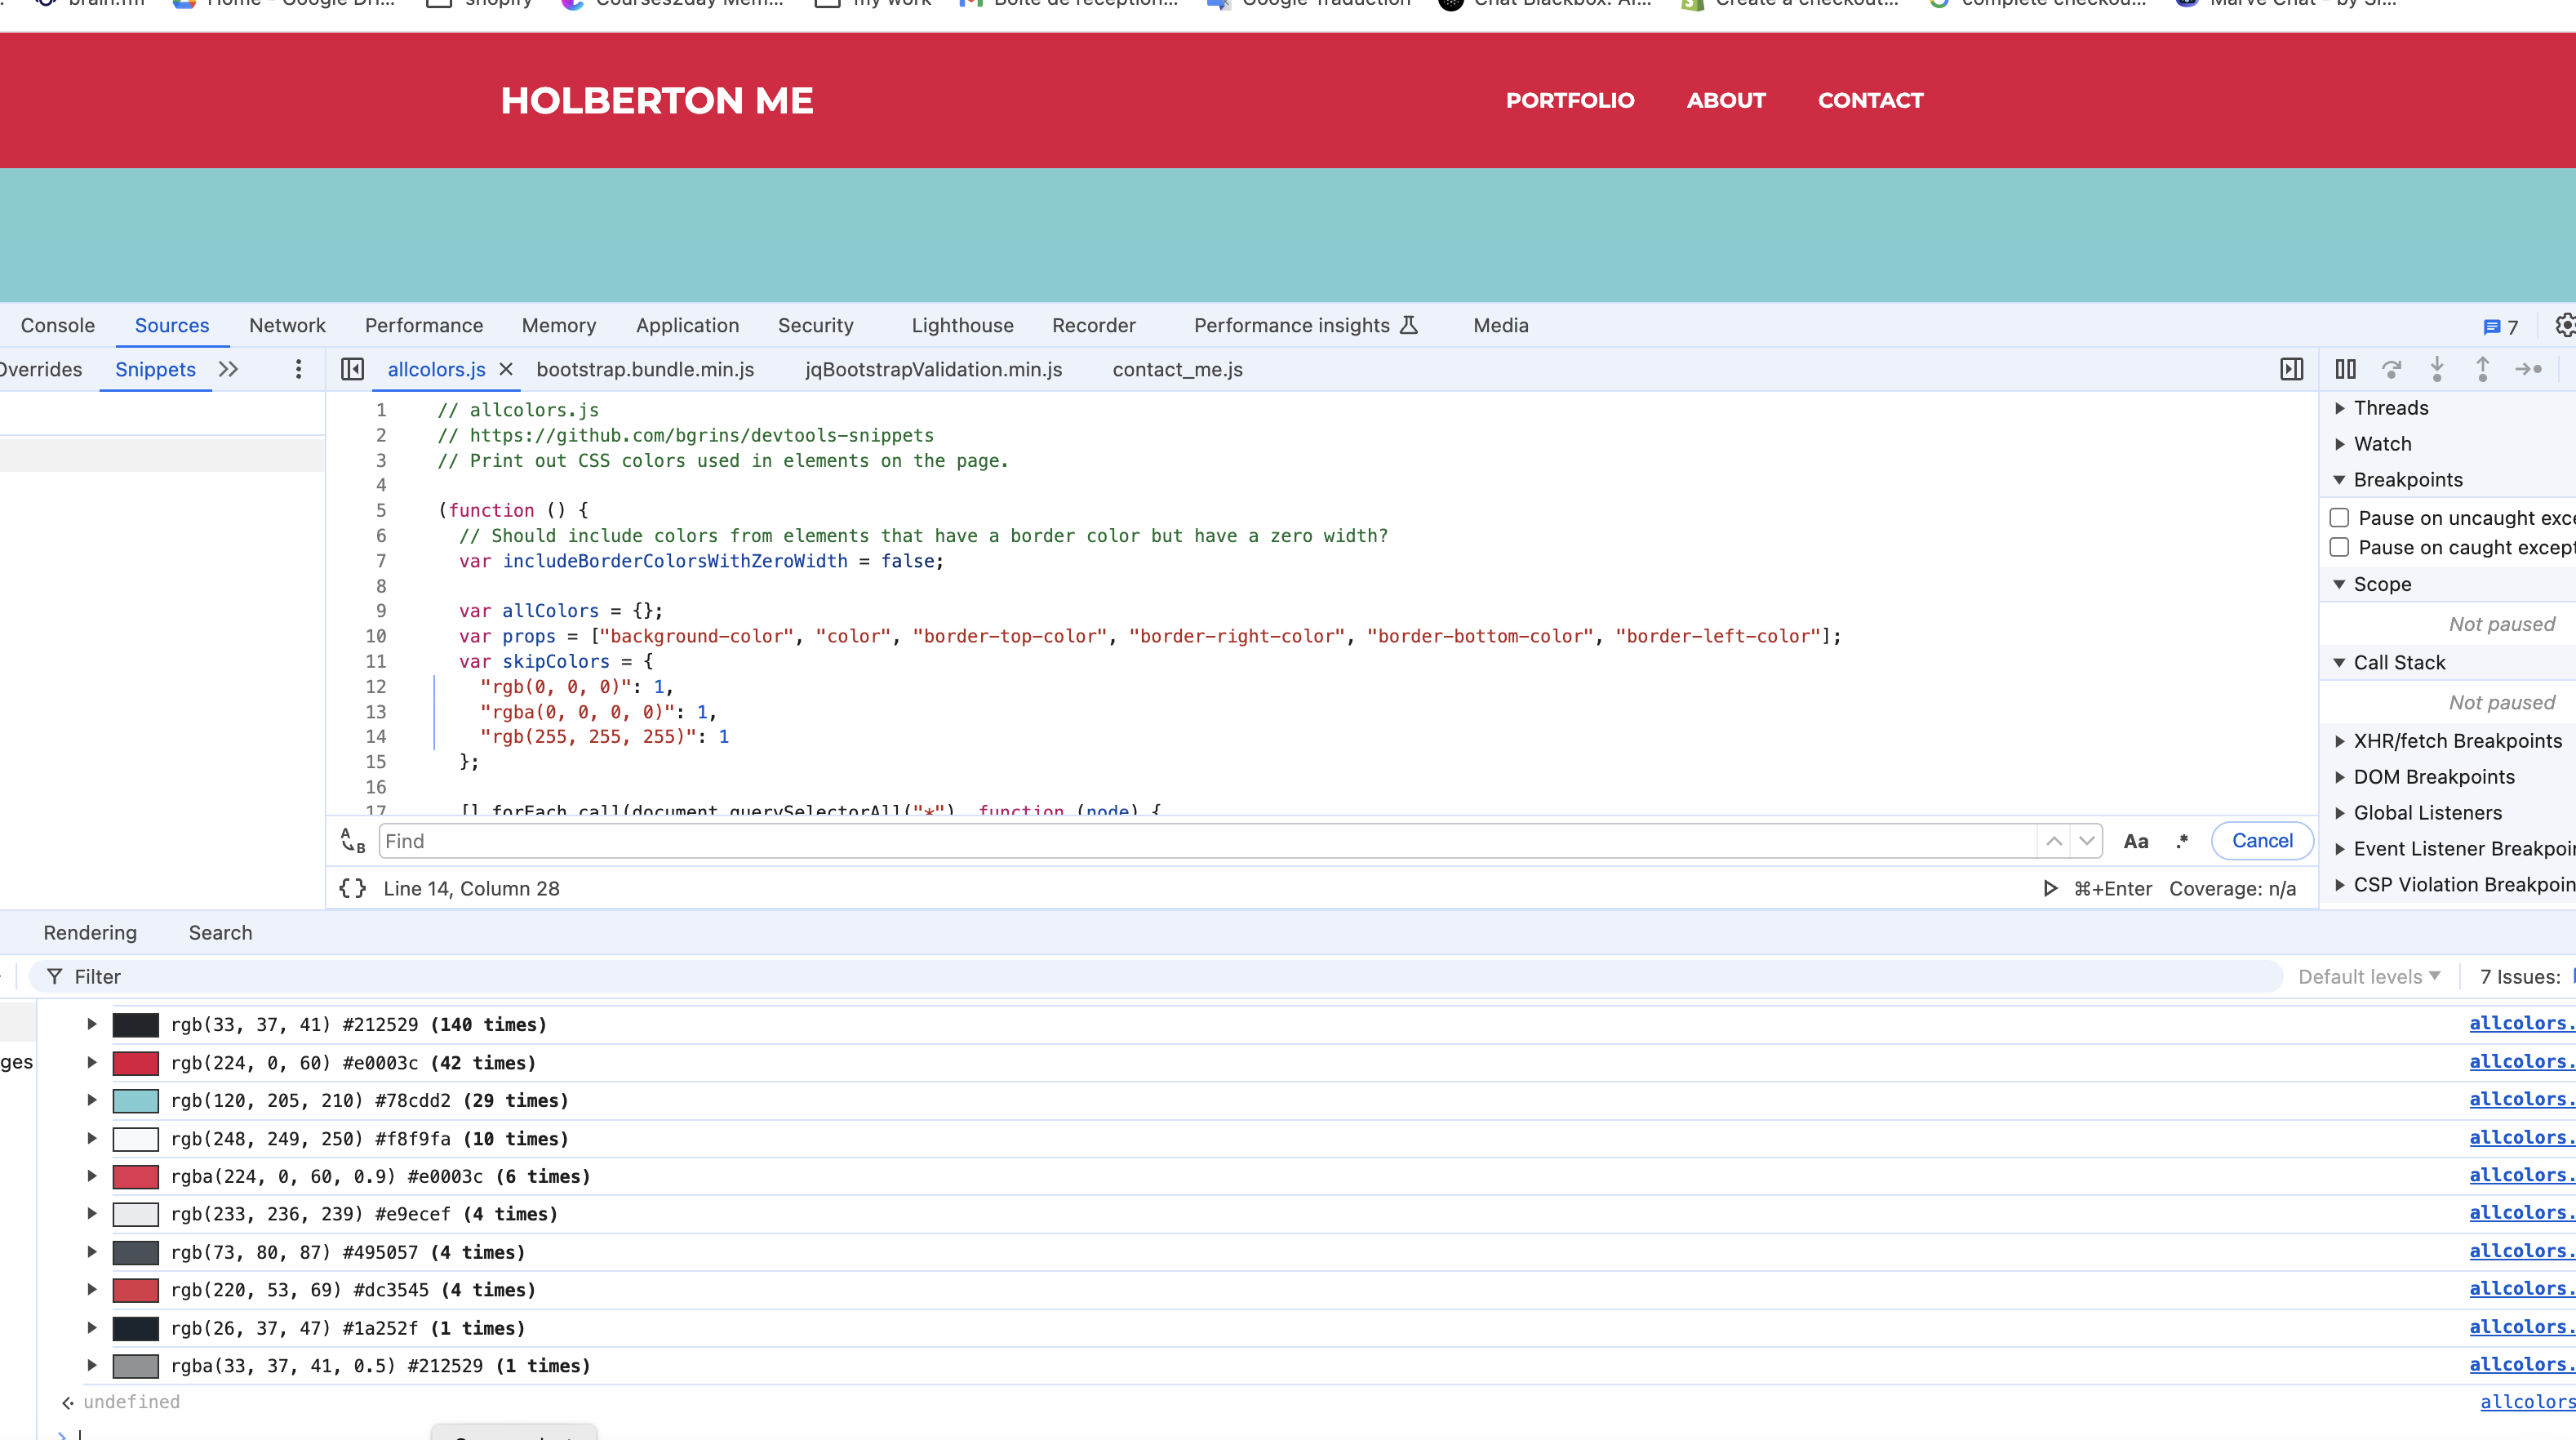 brain.fm Home - Google Dri... shopify Courses2day Mem... my work Boîte de réception... Google Traduction Chat Blackbox: AI... Create a checkout... complete checkou... - by Si...
HOLBERTON ME PORTFOLIO ABOUT CONTACT
Console Sources Network Performance Memory Application Security Lighthouse Recorder Performance insights Media 7
Overrides Snippets allcolors.js bootstrap.bundle.min.js jqBootstrapValidation.min.js contact_me.js
1 // allcolors.js
2 // https://github.com/bgrins/devtools-snippets
3 // Print out CSS colors used in elements on the page.
4
5 (function () {
6 // Should include colors from elements that have a border color but have a zero width?
7 var includeBorderColorsWithZeroWidth = false;
8
9 var allColors = {};
10 var props = ["background-color", "color", "border-top-color", "border-right-color", "border-bottom-color", "border-left-color"];
11 var skipColors = {
12 "rgb(0, 0, 0)": 1,
13 "rgba(0, 0, 0, 0)": 1,
14 "rgb(255, 255, 255)": 1
15 };
16
17 [].forEach.call(document.querySelectorAll("*"), function (node) {
Find Aa .* Cancel
{} Line 14, Column 28 ⌘+Enter Coverage: n/a
Threads
Watch
Breakpoints
Pause on uncaught exce
Pause on caught except
Scope
Not paused
Call Stack
Not paused
XHR/fetch Breakpoints
DOM Breakpoints
Global Listeners
Event Listener Breakpoin
CSP Violation Breakpoin
Rendering Search
Filter Default levels 7 Issues:
ges
rgb(33, 37, 41) #212529 (140 times) allcolors.
rgb(224, 0, 60) #e0003c (42 times) allcolors.
rgb(120, 205, 210) #78cdd2 (29 times) allcolors.
rgb(248, 249, 250) #f8f9fa (10 times) allcolors.
rgba(224, 0, 60, 0.9) #e0003c (6 times) allcolors.
rgb(233, 236, 239) #e9ecef (4 times) allcolors.
rgb(73, 80, 87) #495057 (4 times) allcolors.
rgb(220, 53, 69) #dc3545 (4 times) allcolors.
rgb(26, 37, 47) #1a252f (1 times) allcolors.
rgba(33, 37, 41, 0.5) #212529 (1 times) allcolors.
undefined allcolors